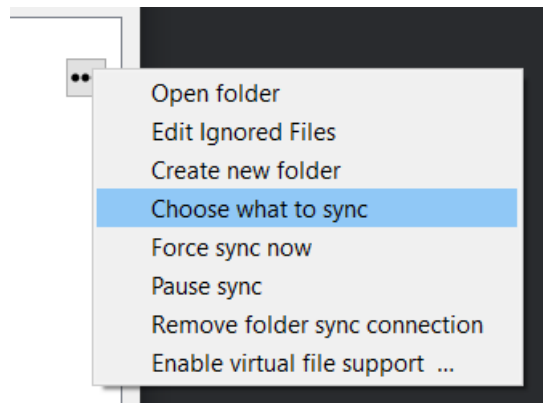 Open folder
Edit Ignored Files
Create new folder
Choose what to sync
Force sync now
Pause sync
Remove folder sync connection
Enable virtual file support ...